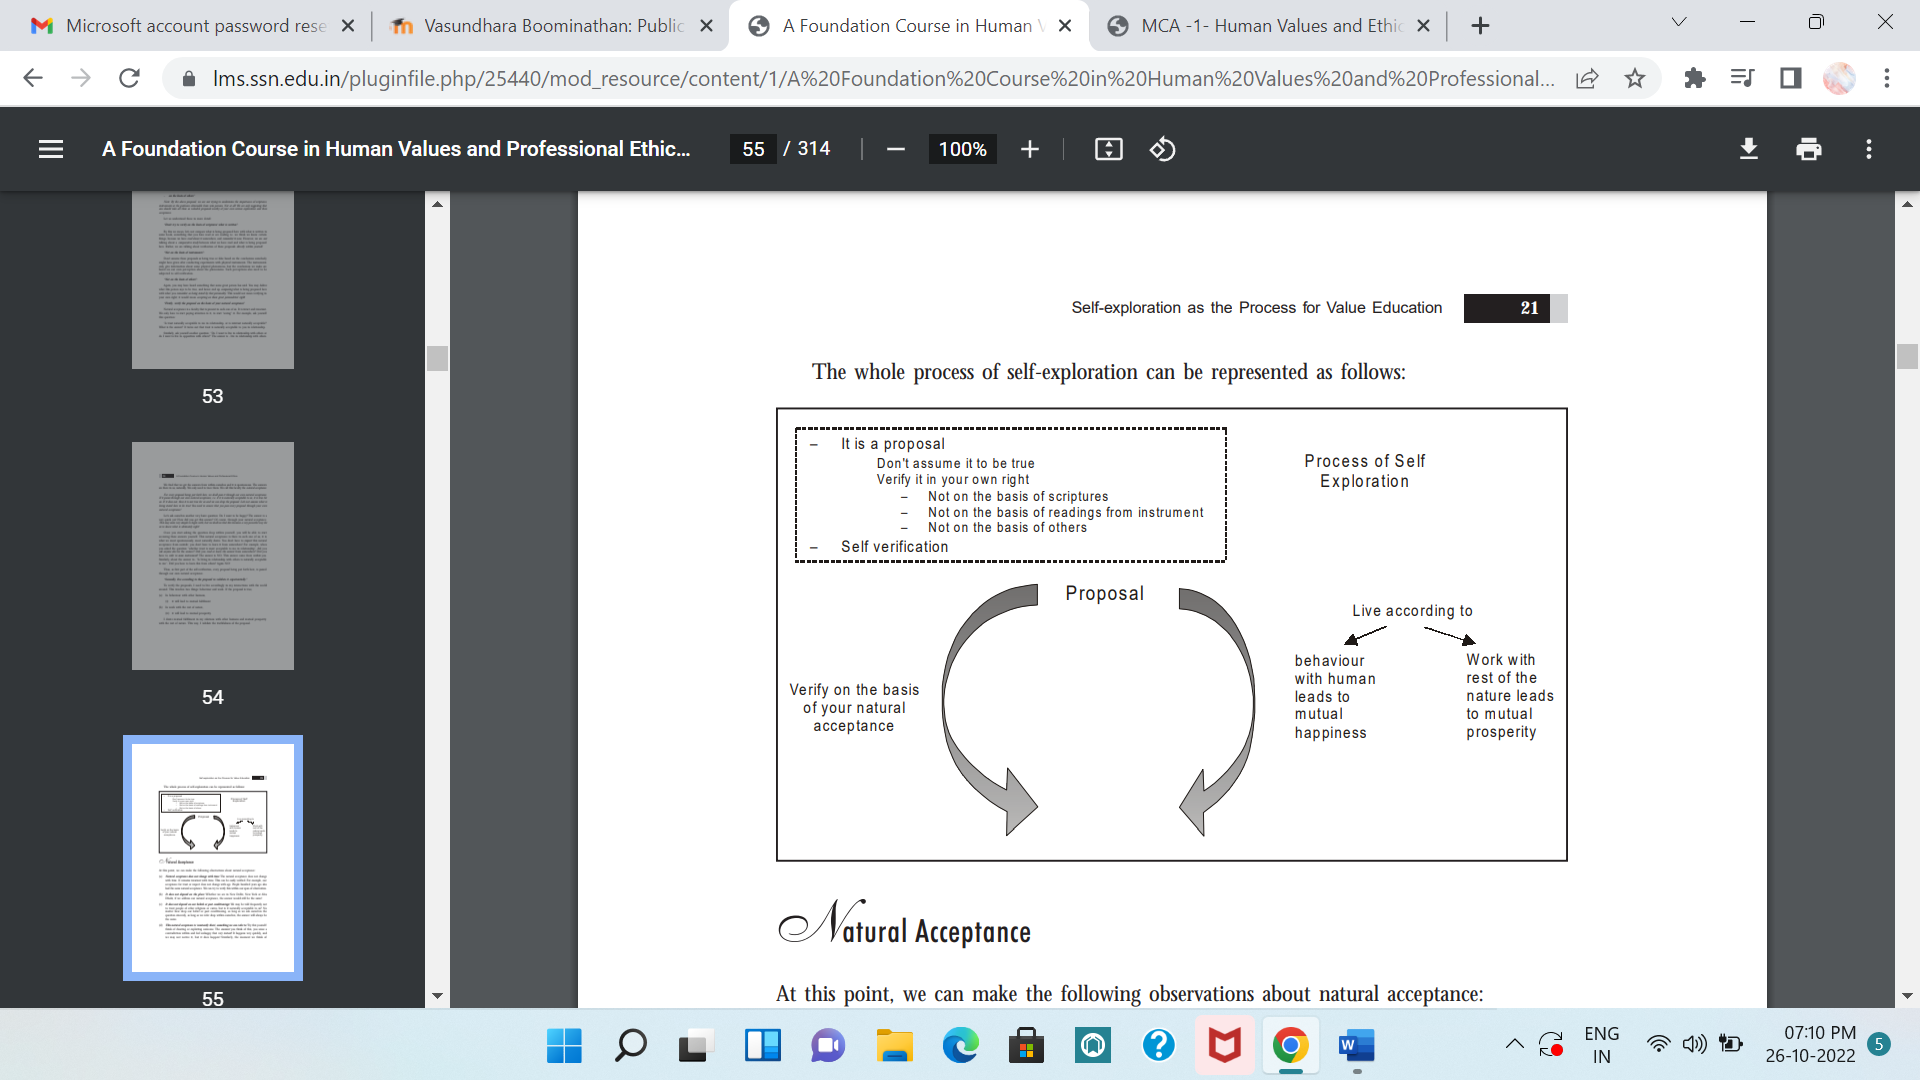 Microsoft account password rese
Vasundhara Boominathan: Public
A Foundation Course in Human V
MCA -1- Human Values and Ethic
lms.ssn.edu.in/pluginfile.php/25440/mod_resource/content/1/A%20Foundation%20Course%20in%20Human%20Values%20and%20Professional...
A Foundation Course in Human Values and Professional Ethic...
55 / 314
100%
53
54
55
Self-exploration as the Process for Value Education 21
The whole process of self-exploration can be represented as follows:
– It is a proposal
Don't assume it to be true
Verify it in your own right
– Not on the basis of scriptures
– Not on the basis of readings from instrument
– Not on the basis of others
– Self verification
Process of Self
Exploration
Proposal
Verify on the basis
of your natural
acceptance
Live according to
behaviour
with human
leads to
mutual
happiness
Work with
rest of the
nature leads
to mutual
prosperity
Natural Acceptance
At this point, we can make the following observations about natural acceptance:
ENG
IN
07:10 PM
26-10-2022
5